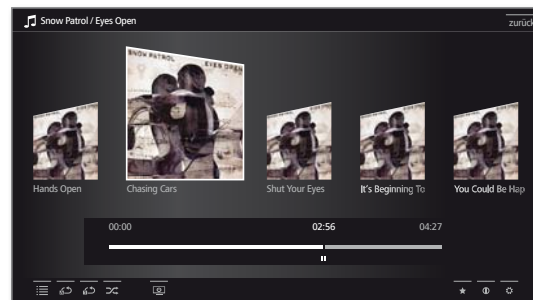 Snow Patrol / Eyes Open
zurück
SNOW PATROL EYES OPEN
Hands Open
Chasing Cars
Shut Your Eyes
It's Beginning To
You Could Be Hap
00:00 02:56 04:27